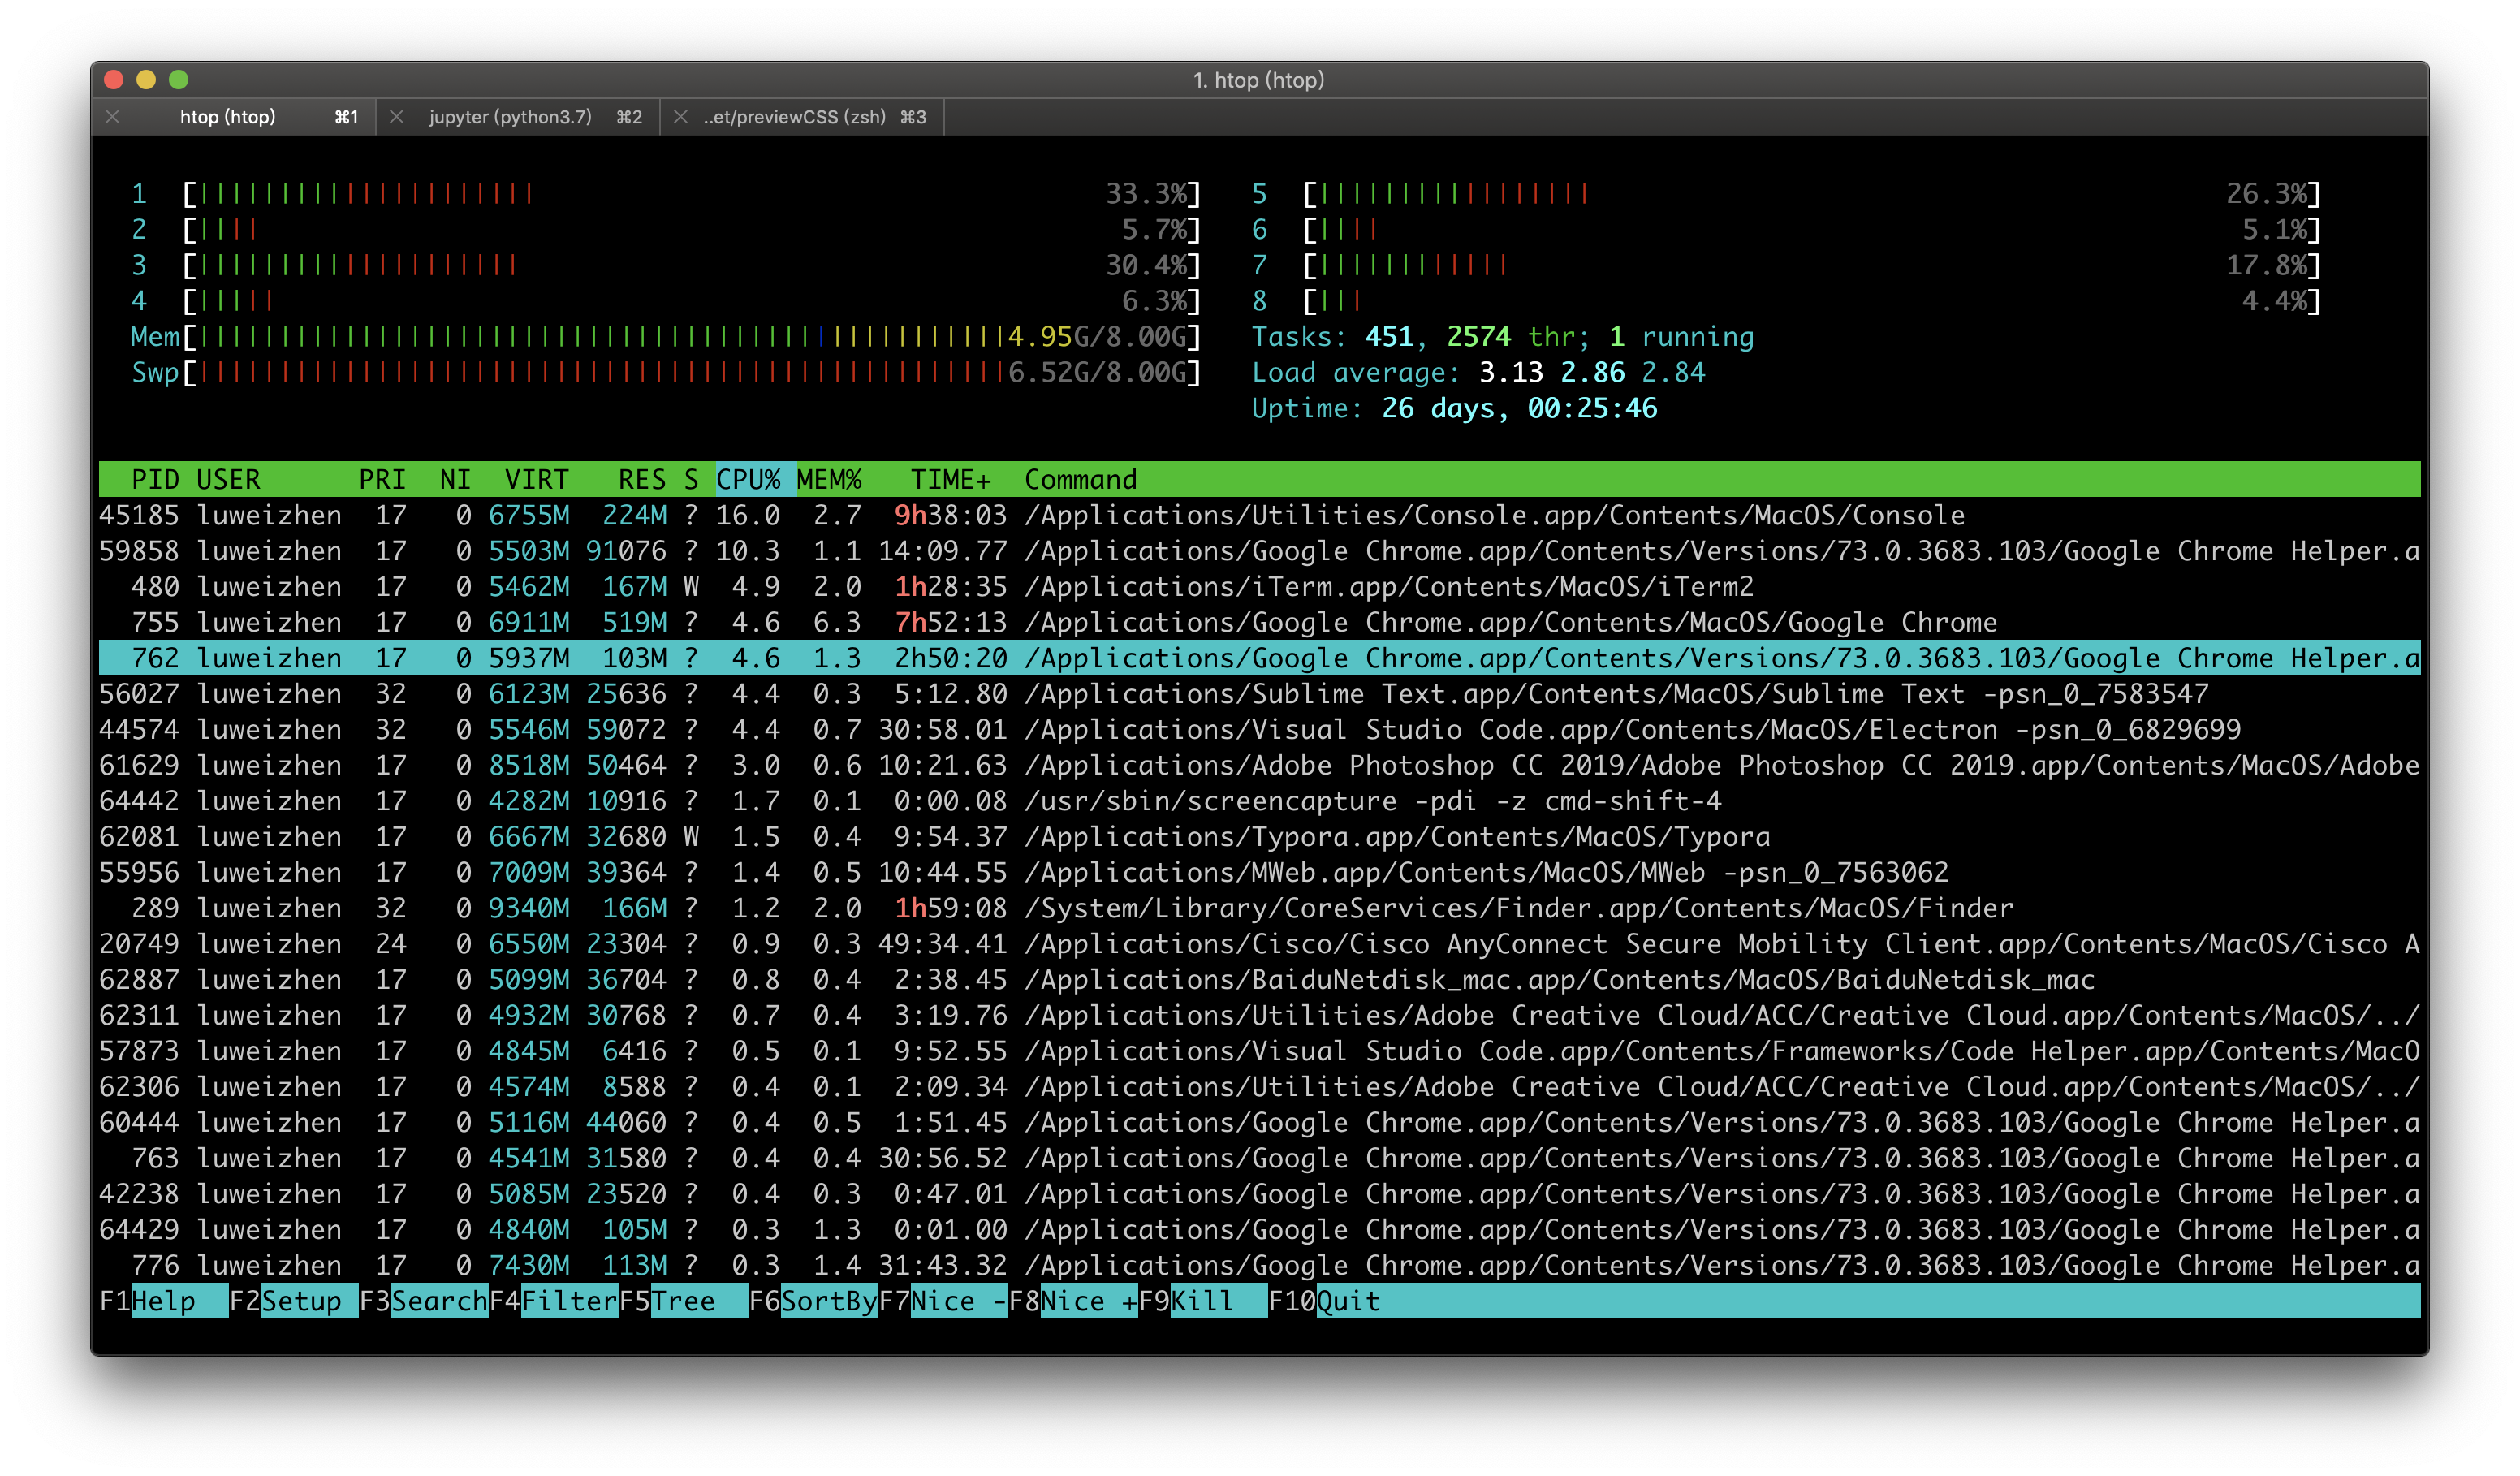 1. htop (htop)
htop (htop) ⌘1 jupyter (python3.7) ⌘2 ..et/previewCSS (zsh) ⌘3
1 [||||||||||||||||||||| 33.3%] 5 [||||||||||||||||| 26.3%]
2 [|||| 5.7%] 6 [|||| 5.1%]
3 [|||||||||||||||||||| 30.4%] 7 [|||||||||||| 17.8%]
4 [||||| 6.3%] 8 [||| 4.4%]
Mem[||||||||||||||||||||||||||||||||||||||||||||||||||4.95G/8.00G] Tasks: 451, 2574 thr; 1 running
Swp[||||||||||||||||||||||||||||||||||||||||||||||||||6.52G/8.00G] Load average: 3.13 2.86 2.84
Uptime: 26 days, 00:25:46
PID USER PRI NI VIRT RES S CPU% MEM% TIME+ Command
45185 luweizhen 17 0 6755M 224M ? 16.0 2.7 9h38:03 /Applications/Utilities/Console.app/Contents/MacOS/Console
59858 luweizhen 17 0 5503M 91076 ? 10.3 1.1 14:09.77 /Applications/Google Chrome.app/Contents/Versions/73.0.3683.103/Google Chrome Helper.a
480 luweizhen 17 0 5462M 167M W 4.9 2.0 1h28:35 /Applications/iTerm.app/Contents/MacOS/iTerm2
755 luweizhen 17 0 6911M 519M ? 4.6 6.3 7h52:13 /Applications/Google Chrome.app/Contents/MacOS/Google Chrome
762 luweizhen 17 0 5937M 103M ? 4.6 1.3 2h50:20 /Applications/Google Chrome.app/Contents/Versions/73.0.3683.103/Google Chrome Helper.a
56027 luweizhen 32 0 6123M 25636 ? 4.4 0.3 5:12.80 /Applications/Sublime Text.app/Contents/MacOS/Sublime Text -psn_0_7583547
44574 luweizhen 32 0 5546M 59072 ? 4.4 0.7 30:58.01 /Applications/Visual Studio Code.app/Contents/MacOS/Electron -psn_0_6829699
61629 luweizhen 17 0 8518M 50464 ? 3.0 0.6 10:21.63 /Applications/Adobe Photoshop CC 2019/Adobe Photoshop CC 2019.app/Contents/MacOS/Adobe
64442 luweizhen 17 0 4282M 10916 ? 1.7 0.1 0:00.08 /usr/sbin/screencapture -pdi -z cmd-shift-4
62081 luweizhen 17 0 6667M 32680 W 1.5 0.4 9:54.37 /Applications/Typora.app/Contents/MacOS/Typora
55956 luweizhen 17 0 7009M 39364 ? 1.4 0.5 10:44.55 /Applications/MWeb.app/Contents/MacOS/MWeb -psn_0_7563062
289 luweizhen 32 0 9340M 166M ? 1.2 2.0 1h59:08 /System/Library/CoreServices/Finder.app/Contents/MacOS/Finder
20749 luweizhen 24 0 6550M 23304 ? 0.9 0.3 49:34.41 /Applications/Cisco/Cisco AnyConnect Secure Mobility Client.app/Contents/MacOS/Cisco A
62887 luweizhen 17 0 5099M 36704 ? 0.8 0.4 2:38.45 /Applications/BaiduNetdisk_mac.app/Contents/MacOS/BaiduNetdisk_mac
62311 luweizhen 17 0 4932M 30768 ? 0.7 0.4 3:19.76 /Applications/Utilities/Adobe Creative Cloud/ACC/Creative Cloud.app/Contents/MacOS/../
57873 luweizhen 17 0 4845M 6416 ? 0.5 0.1 9:52.55 /Applications/Visual Studio Code.app/Contents/Frameworks/Code Helper.app/Contents/MacO
62306 luweizhen 17 0 4574M 8588 ? 0.4 0.1 2:09.34 /Applications/Utilities/Adobe Creative Cloud/ACC/Creative Cloud.app/Contents/MacOS/../
60444 luweizhen 17 0 5116M 44060 ? 0.4 0.5 1:51.45 /Applications/Google Chrome.app/Contents/Versions/73.0.3683.103/Google Chrome Helper.a
763 luweizhen 17 0 4541M 31580 ? 0.4 0.4 30:56.52 /Applications/Google Chrome.app/Contents/Versions/73.0.3683.103/Google Chrome Helper.a
42238 luweizhen 17 0 5085M 23520 ? 0.4 0.3 0:47.01 /Applications/Google Chrome.app/Contents/Versions/73.0.3683.103/Google Chrome Helper.a
64429 luweizhen 17 0 4840M 105M ? 0.3 1.3 0:01.00 /Applications/Google Chrome.app/Contents/Versions/73.0.3683.103/Google Chrome Helper.a
776 luweizhen 17 0 7430M 113M ? 0.3 1.4 31:43.32 /Applications/Google Chrome.app/Contents/Versions/73.0.3683.103/Google Chrome Helper.a
F1Help F2Setup F3SearchF4FilterF5Tree F6SortByF7Nice -F8Nice +F9Kill F10Quit